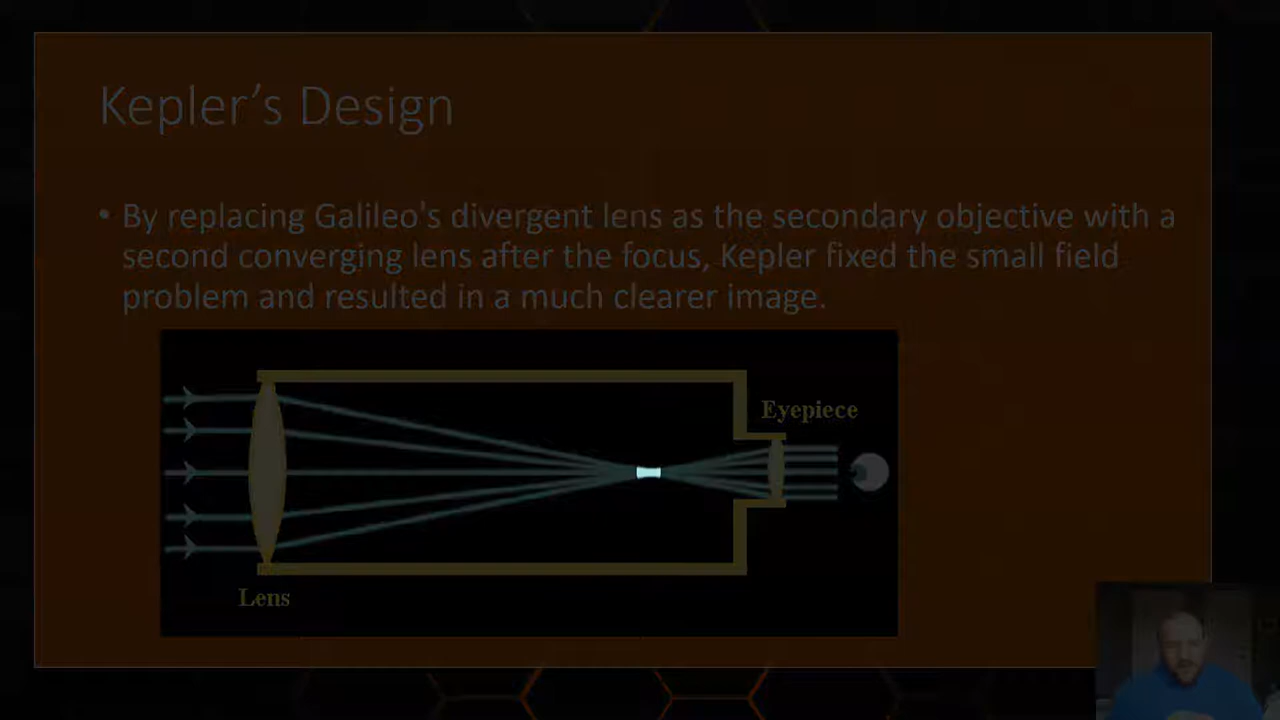 Kepler's Design
• By replacing Galileo's divergent lens as the secondary objective with a
second converging lens after the focus, Kepler fixed the small field
problem and resulted in a much clearer image.
Eyepiece
Lens